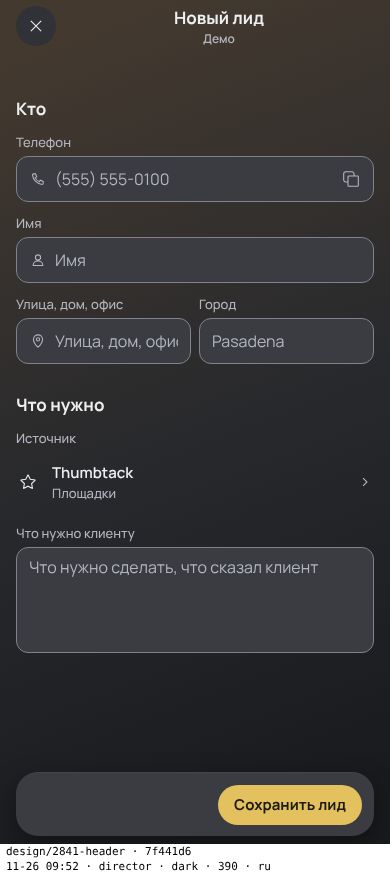 Новый лид
Демо
Кто
Телефон
(555) 555-0100
Имя
Имя
Улица, дом, офис
Город
Улица, дом, офи
Pasadena
Что нужно
Источник
Thumbtack
Площадки
Что нужно клиенту
Что нужно сделать, что сказал клиент
Сохранить лид
design/2841-header · 7f441d6
11-26 09:52 · director · dark · 390 · ru